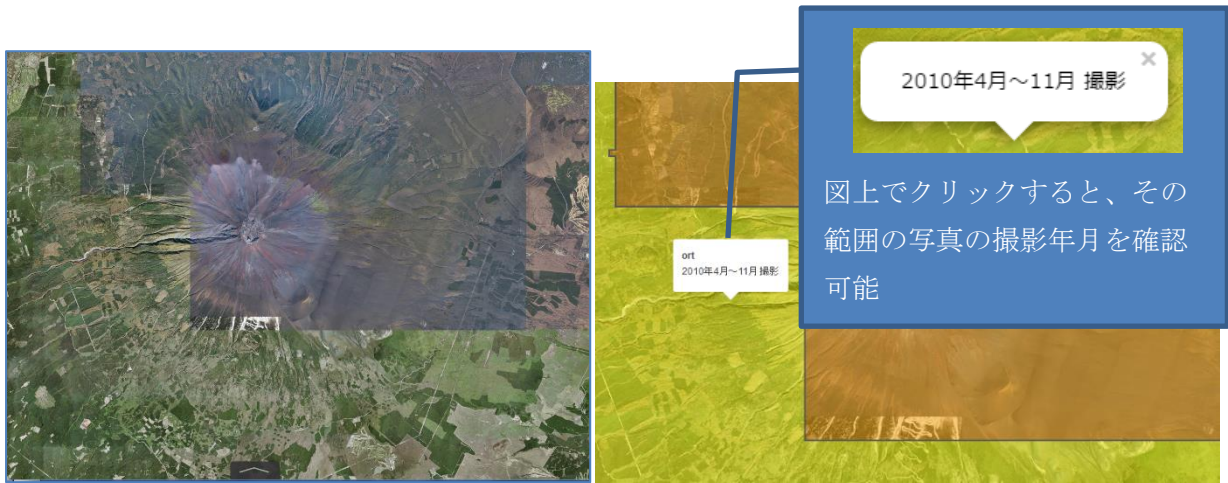 2010年4月～11月 撮影
図上でクリックすると、その
範囲の写真の撮影年月を確認
可能
ort
2010年4月～11月 撮影